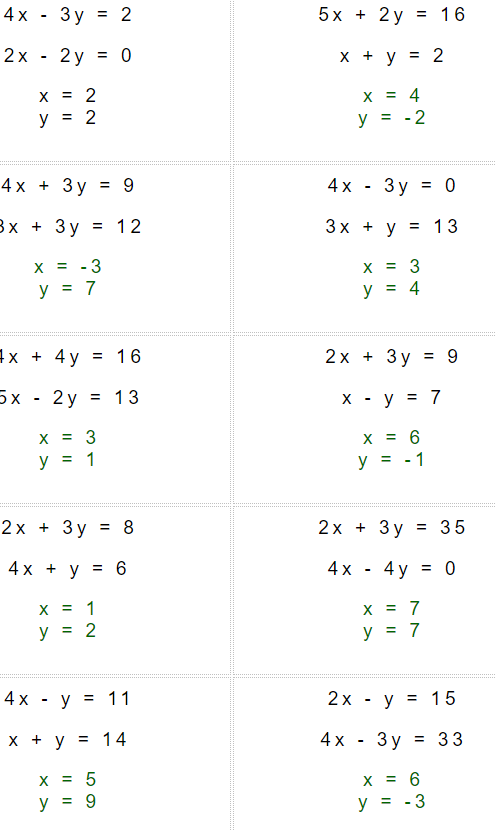 4x - 3y = 2
2x - 2y = 0
x = 2
y = 2
5x + 2y = 16
x + y = 2
x = 4
y = -2
4x + 3y = 9
3x + 3y = 12
x = -3
y = 7
4x - 3y = 0
3x + y = 13
x = 3
y = 4
4x + 4y = 16
5x - 2y = 13
x = 3
y = 1
2x + 3y = 9
x - y = 7
x = 6
y = -1
2x + 3y = 8
4x + y = 6
x = 1
y = 2
2x + 3y = 35
4x - 4y = 0
x = 7
y = 7
4x - y = 11
x + y = 14
x = 5
y = 9
2x - y = 15
4x - 3y = 33
x = 6
y = -3